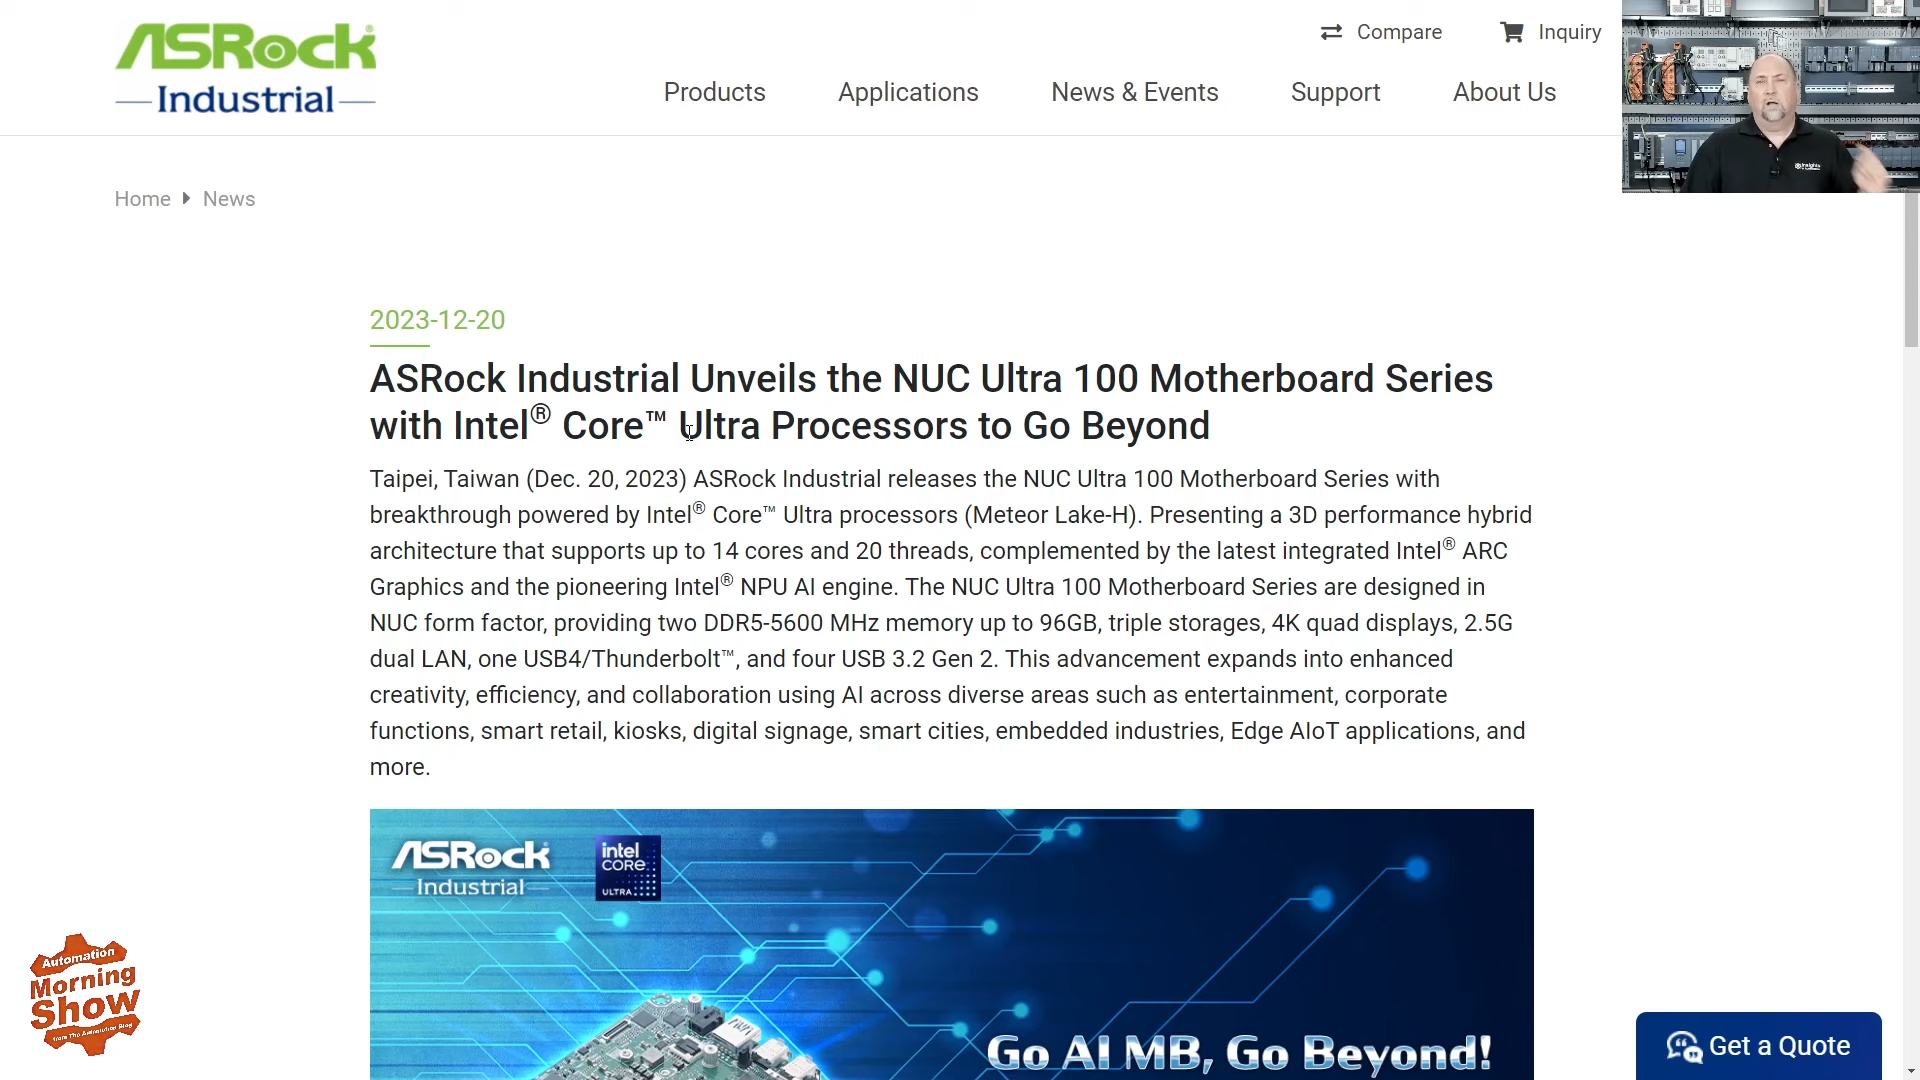 ASRock
Industrial
Compare
Inquiry
Products
Applications
News & Events
Support
About Us
Home
News
2023-12-20
ASRock Industrial Unveils the NUC Ultra 100 Motherboard Series
with Intel® Core™ Ultra Processors to Go Beyond
Taipei, Taiwan (Dec. 20, 2023) ASRock Industrial releases the NUC Ultra 100 Motherboard Series with
breakthrough powered by Intel® Core™ Ultra processors (Meteor Lake-H). Presenting a 3D performance hybrid
architecture that supports up to 14 cores and 20 threads, complemented by the latest integrated Intel® ARC
Graphics and the pioneering Intel® NPU AI engine. The NUC Ultra 100 Motherboard Series are designed in
NUC form factor, providing two DDR5-5600 MHz memory up to 96GB, triple storages, 4K quad displays, 2.5G
dual LAN, one USB4/Thunderbolt™, and four USB 3.2 Gen 2. This advancement expands into enhanced
creativity, efficiency, and collaboration using AI across diverse areas such as entertainment, corporate
functions, smart retail, kiosks, digital signage, smart cities, embedded industries, Edge AIoT applications, and
more.
ASRock
Industrial
intel
CORE
ULTRA
Go AI MB, Go Beyond!
Automation
Morning
Show
from The Automation Blog
Get a Quote